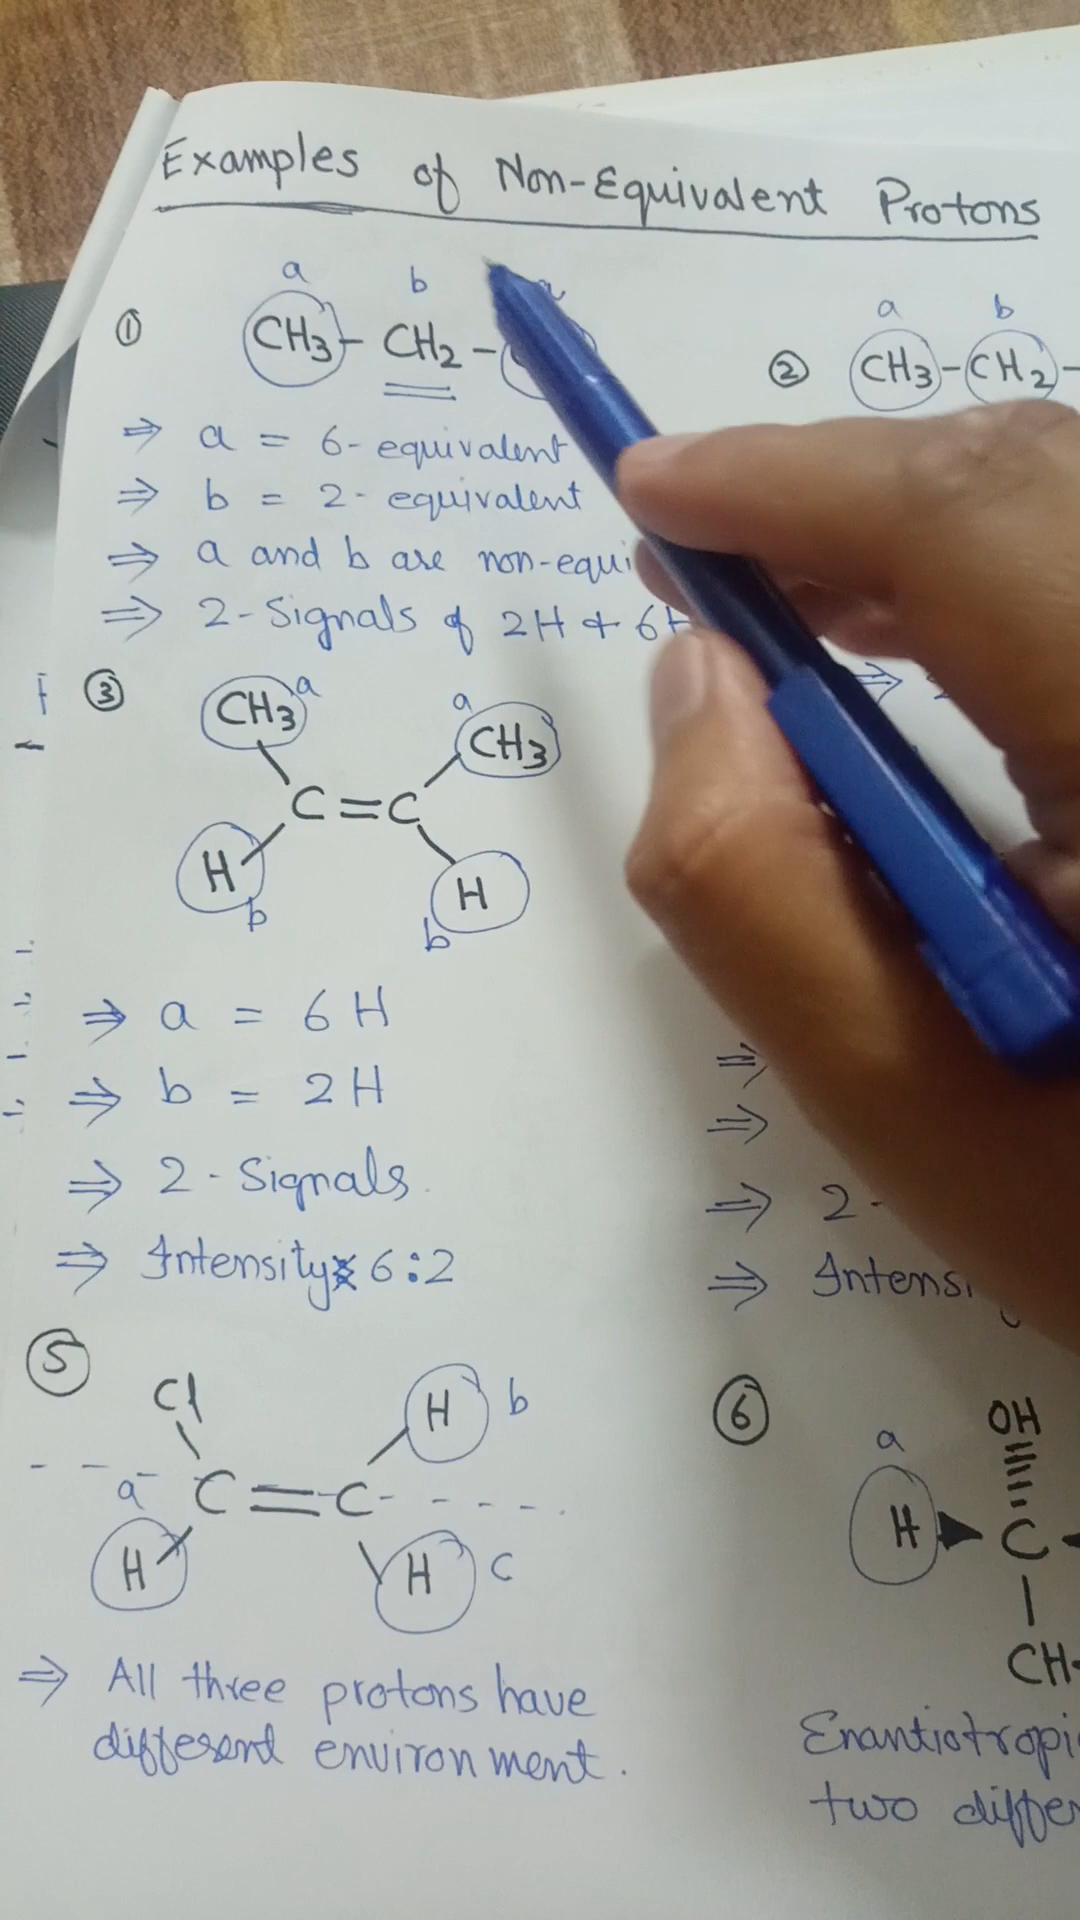 Examples of Non-Equivalent Protons
a b a
① CH3 - CH2 -
⇒ a = 6- equivalent
⇒ b = 2- equivalent
⇒ a and b are non-equi
⇒ 2-Signals of 2H & 6H
a b
② CH3 - CH2 -
③ CH3 a a CH3
C = C
H b H b
⇒ a = 6 H
⇒ b = 2 H
⇒ 2 - Signals
⇒ Intensity 6:2
⇒
⇒
⇒ 2-
⇒ Intensi
⑤ Cl H b
a C = C
H H c
⇒ All three protons have
different environment.
⑥ OH
a
H C
CH
Enantiotropi
two differ